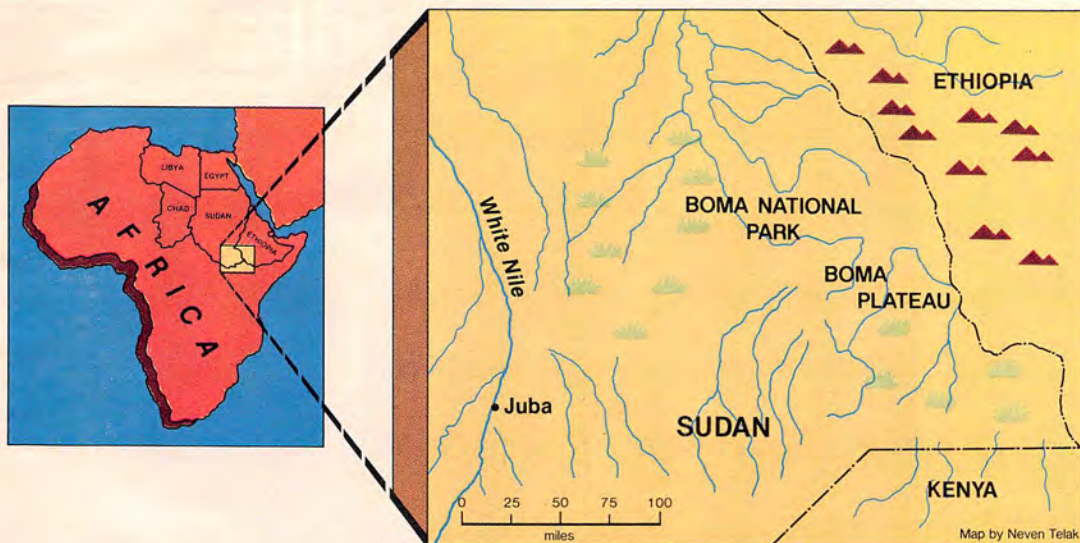 LIBYA
EGYPT
CHAD
SUDAN
ETHIOPIA
AFRICA
ETHIOPIA
White Nile
BOMA NATIONAL
PARK
BOMA
PLATEAU
Juba
SUDAN
KENYA
0 25 50 75 100
miles
Map by Neven Telak